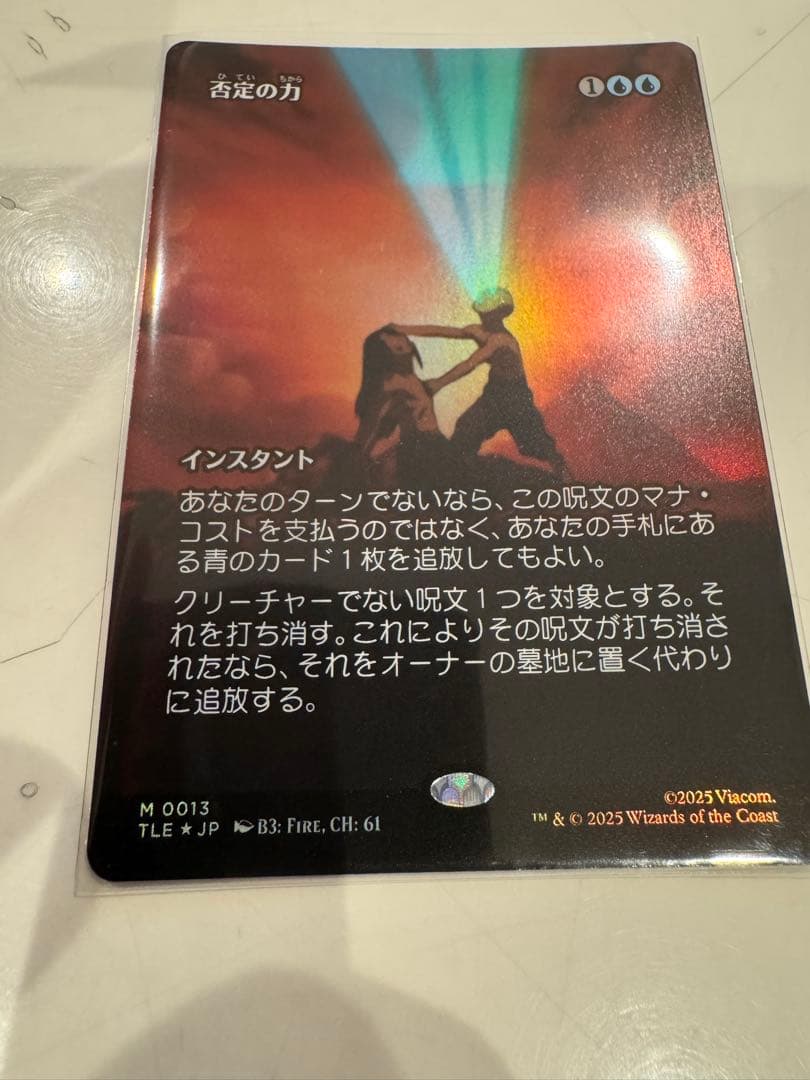 否定の力
ひてい ちから
1
インスタント
あなたのターンでないなら、この呪文のマナ・
コストを支払うのではなく、あなたの手札にあ
る青のカード1枚を追放してもよい。
クリーチャーでない呪文1つを対象とする。そ
れを打ち消す。これによりその呪文が打ち消さ
れたなら、それをオーナーの墓地に置く代わり
に追放する。
M 0013
TLE★JP B3: FIRE, CH: 61
©2025 Viacom.
™ & © 2025 Wizards of the Coast